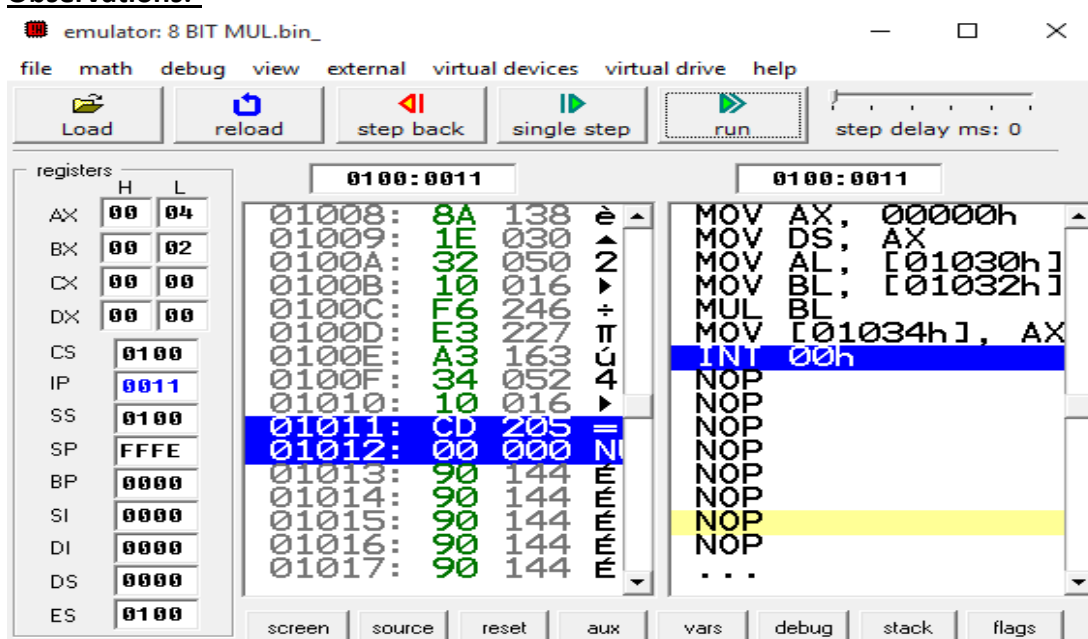 Observations:
emulator: 8 BIT MUL.bin_
file math debug view external virtual devices virtual drive help
Load reload step back single step run step delay ms: 0
registers
H L
0100:0011 0100:0011
AX 00 04
BX 00 02
CX 00 00
DX 00 00
CS 0100
IP 0011
SS 0100
SP FFFE
BP 0000
SI 0000
DI 0000
DS 0000
ES 0100
01008: 8A 138 è
01009: 1E 030 ▲
0100A: 32 050 2
0100B: 10 016 ►
0100C: F6 246 ÷
0100D: E3 227 π
0100E: A3 163 ú
0100F: 34 052 4
01010: 10 016 ►
01011: CD 205 =
01012: 00 000 NU
01013: 90 144 É
01014: 90 144 É
01015: 90 144 É
01016: 90 144 É
01017: 90 144 É
MOV AX, 00000h
MOV DS, AX
MOV AL, [01030h]
MOV BL, [01032h]
MUL BL
MOV [01034h], AX
INT 00h
NOP
NOP
NOP
NOP
NOP
NOP
NOP
NOP
...
screen source reset aux vars debug stack flags